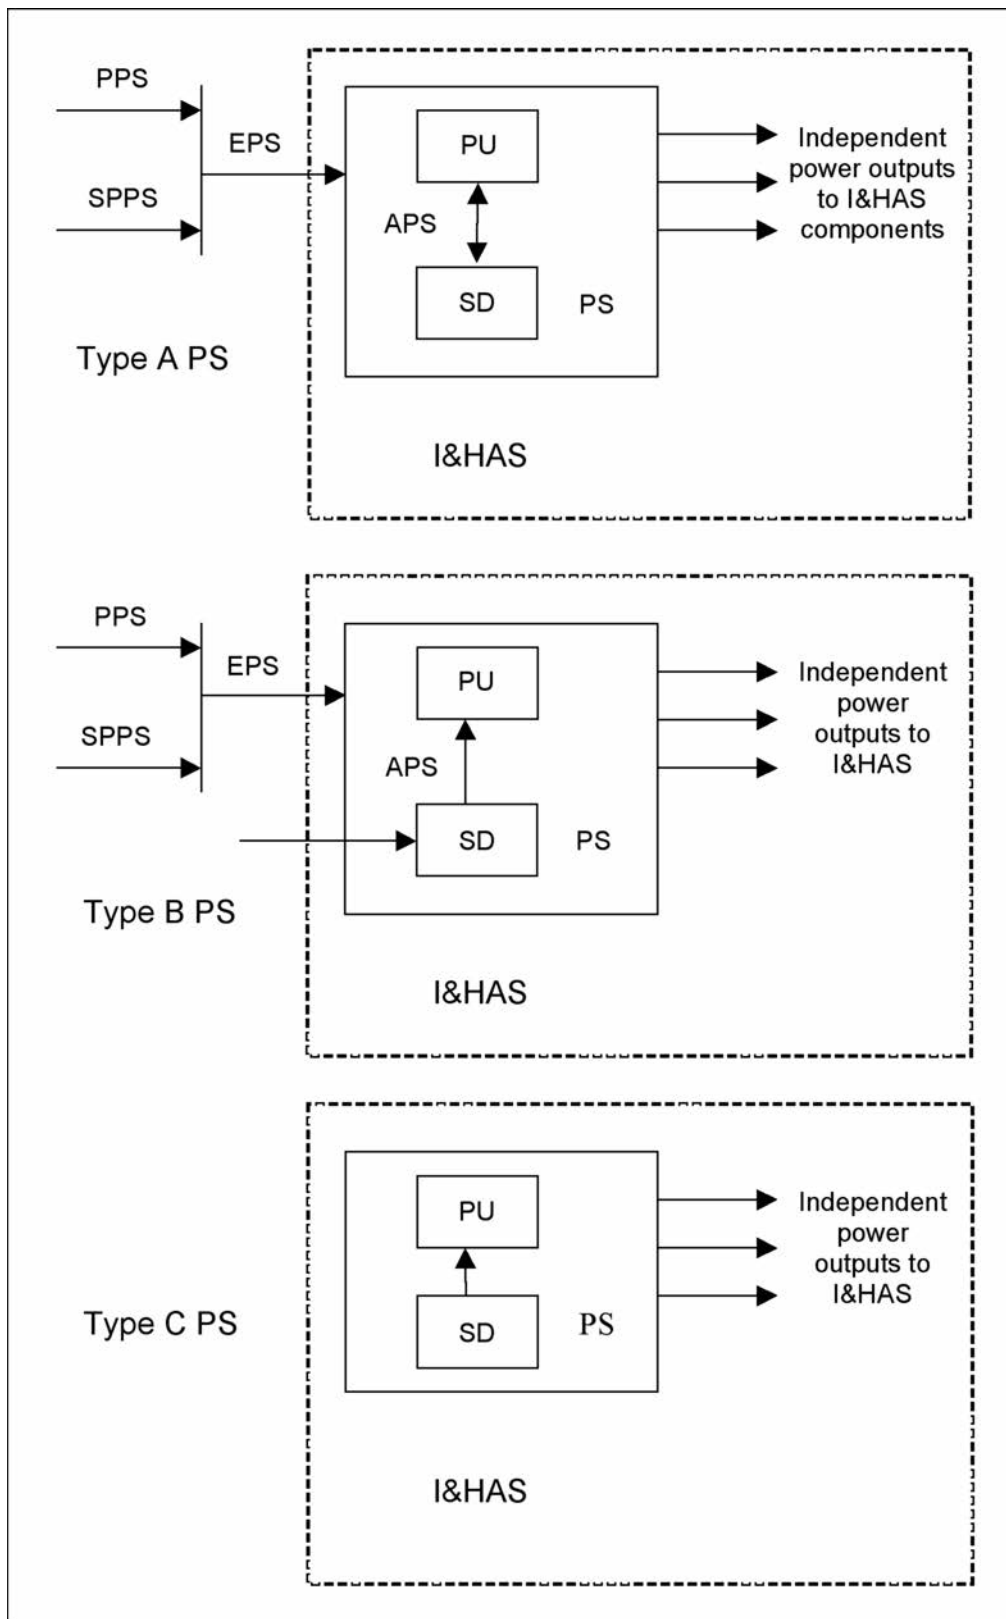 PPS
EPS
SPPS
Type A PS
PU
APS
SD
PS
I&HAS
Independent
power outputs
to I&HAS
components
PPS
EPS
SPPS
Type B PS
PU
APS
SD
PS
I&HAS
Independent
power
outputs to
I&HAS
Type C PS
PU
SD
PS
I&HAS
Independent
power
outputs to
I&HAS